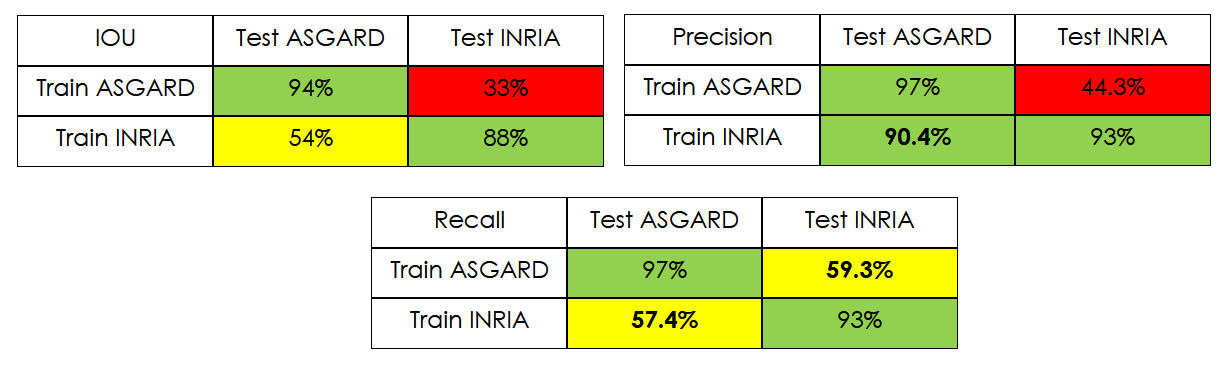 IOU Test ASGARD Test INRIA
Train ASGARD 94% 33%
Train INRIA 54% 88%
Precision Test ASGARD Test INRIA
Train ASGARD 97% 44.3%
Train INRIA 90.4% 93%
Recall Test ASGARD Test INRIA
Train ASGARD 97% 59.3%
Train INRIA 57.4% 93%